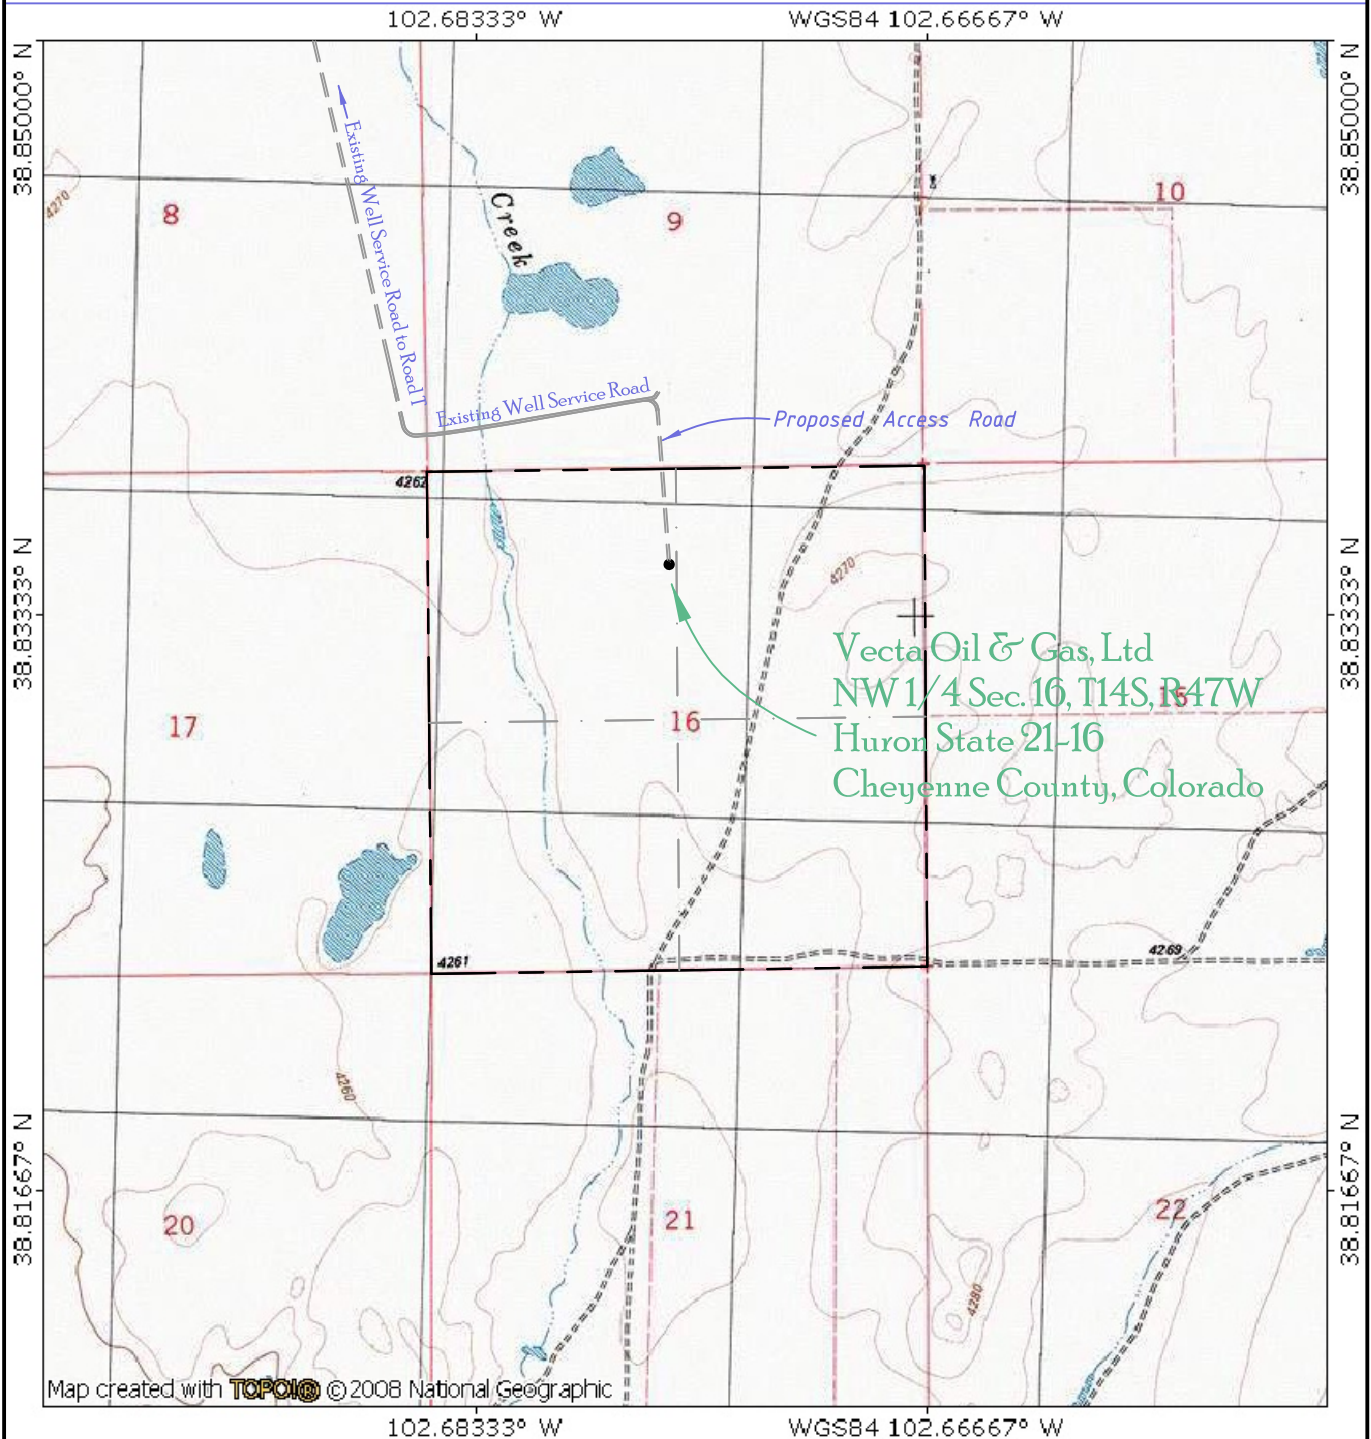 102.68333° W
WGS84 102.66667° W
38.85000° N
38.85000° N
4270
8
Existing Well Service Road to Road T
Creek
9
10
Existing Well Service Road
Proposed Access Road
4262
38.83333° N
38.83333° N
4270
Vecta Oil & Gas, Ltd
NW 1/4 Sec. 16, T14S, R47W
Huron State 21-16
Cheyenne County, Colorado
17
16
15
4261
4269
4260
38.81667° N
38.81667° N
20
21
22
4280
Map created with TOPO!® ©2008 National Geographic
102.68333° W
WGS84 102.66667° W